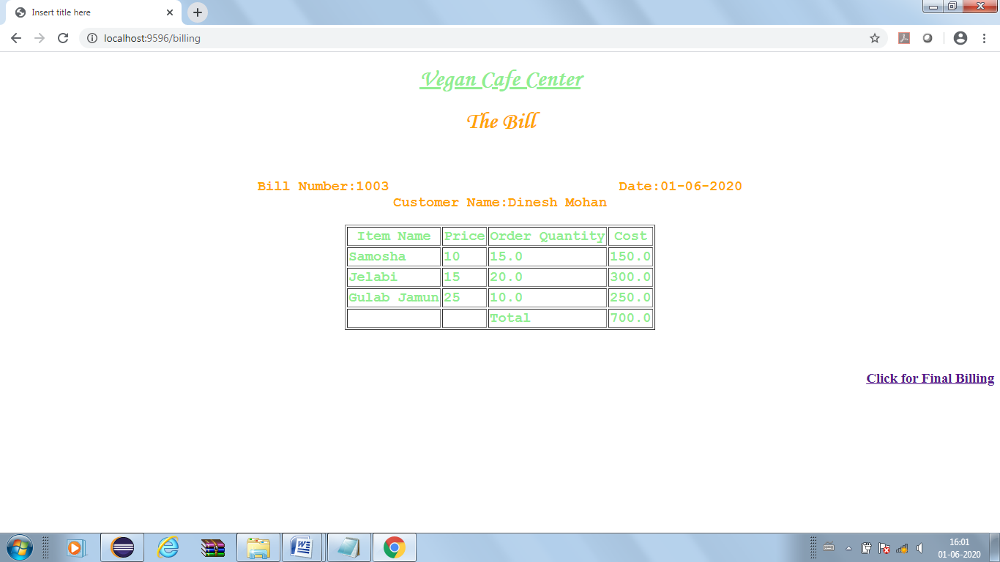 Insert title here
localhost:9596/billing
Vegan Cafe Center
The Bill
Bill Number:1003 Date:01-06-2020
Customer Name:Dinesh Mohan
Item Name Price Order Quantity Cost
Samosha 10 15.0 150.0
Jelabi 15 20.0 300.0
Gulab Jamun 25 10.0 250.0
Total 700.0
Click for Final Billing
16:01
01-06-2020